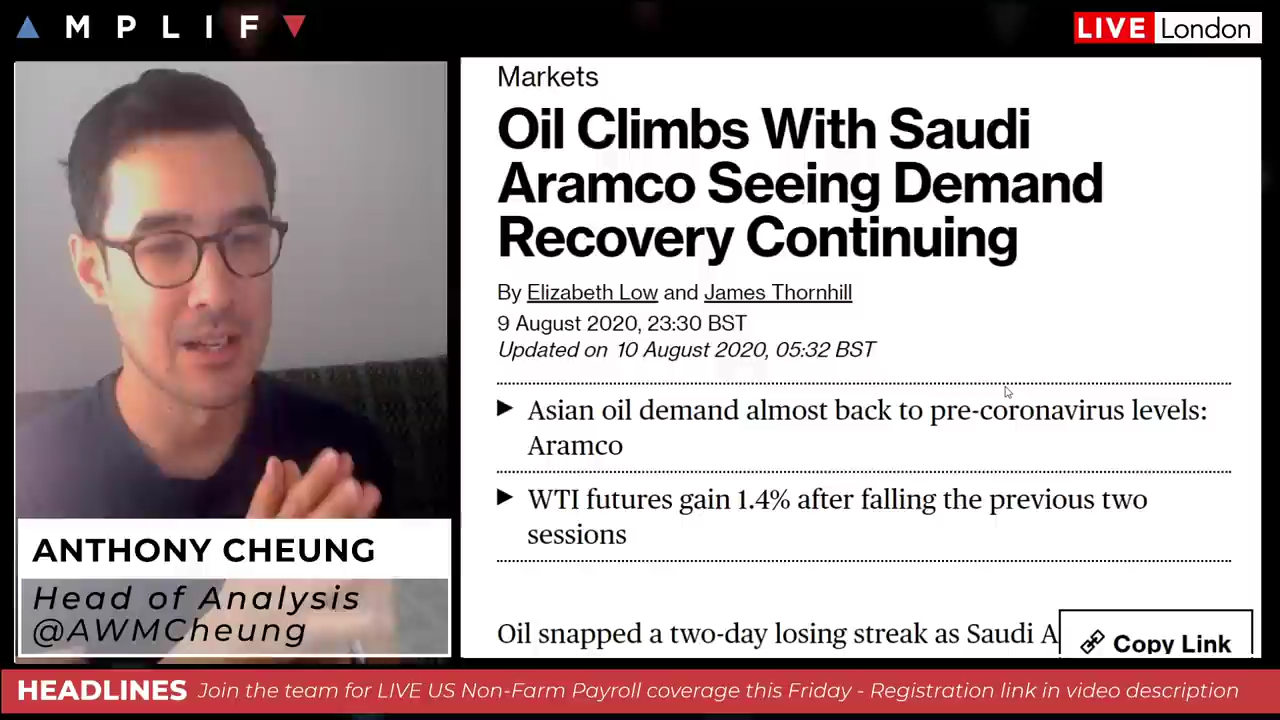 AMPLIFY
LIVE London
Markets
Oil Climbs With Saudi
Aramco Seeing Demand
Recovery Continuing
By Elizabeth Low and James Thornhill
9 August 2020, 23:30 BST
Updated on 10 August 2020, 05:32 BST
Asian oil demand almost back to pre-coronavirus levels:
Aramco
WTI futures gain 1.4% after falling the previous two
sessions
Oil snapped a two-day losing streak as Saudi A
Copy Link
ANTHONY CHEUNG
Head of Analysis
@AWMCheung
HEADLINES Join the team for LIVE US Non-Farm Payroll coverage this Friday - Registration link in video description